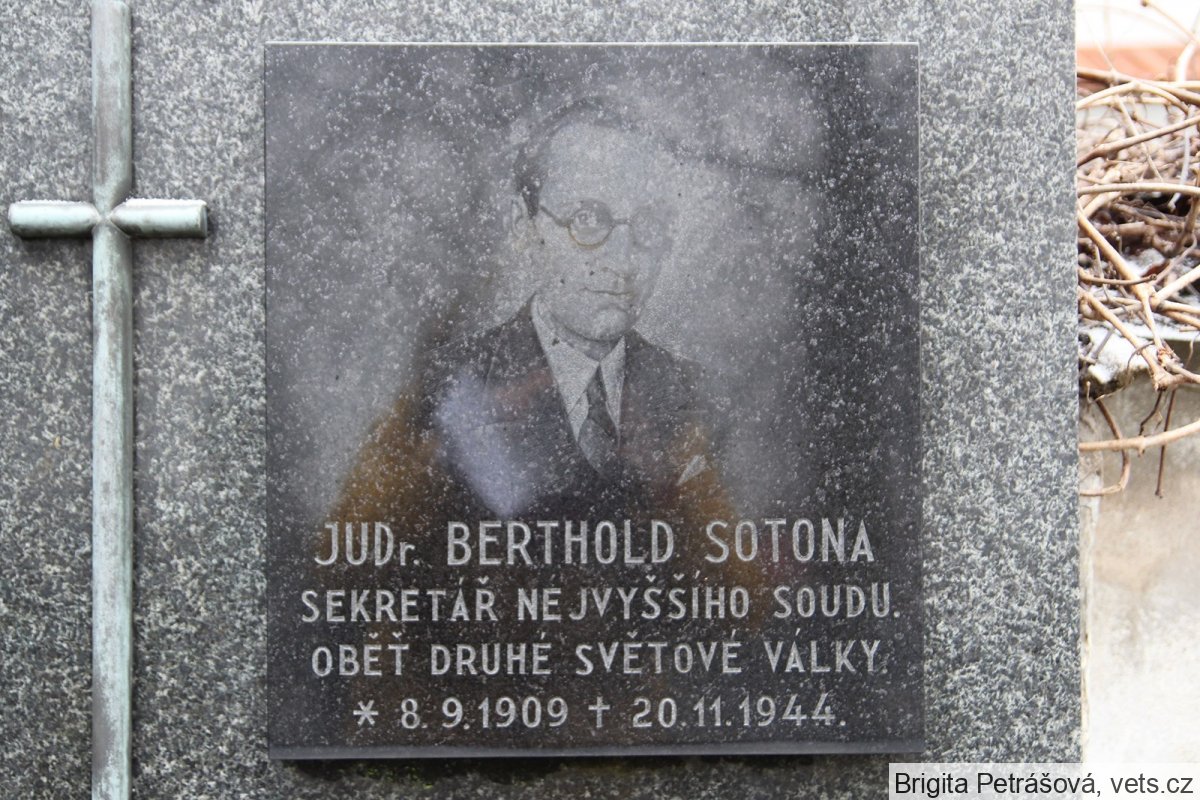 JUDr. BERTHOLD SOTONA
SEKRETÁŘ NEJVYŠŠÍHO SOUDU.
OBĚŤ DRUHÉ SVĚTOVÉ VÁLKY.
* 8.9.1909 † 20.11.1944.
Brigita Petrášová, vets.cz